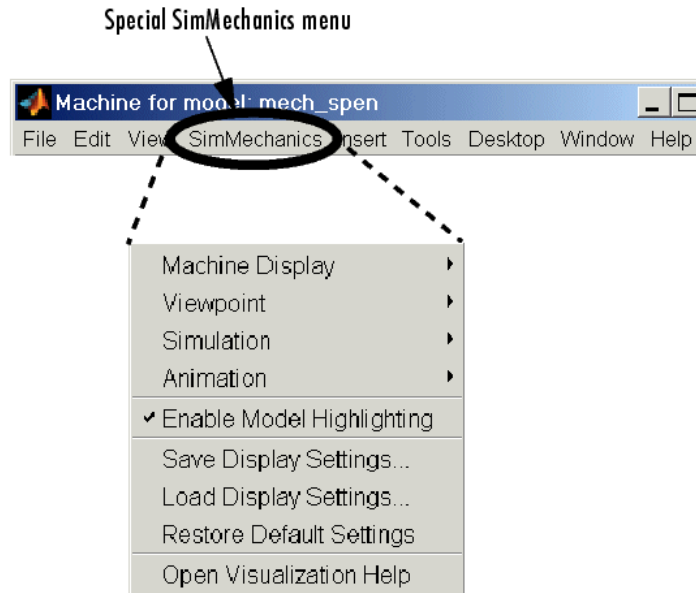 Special SimMechanics menu
Machine for model: mech_spen
File Edit View SimMechanics Insert Tools Desktop Window Help
Machine Display
Viewpoint
Simulation
Animation
Enable Model Highlighting
Save Display Settings...
Load Display Settings...
Restore Default Settings
Open Visualization Help